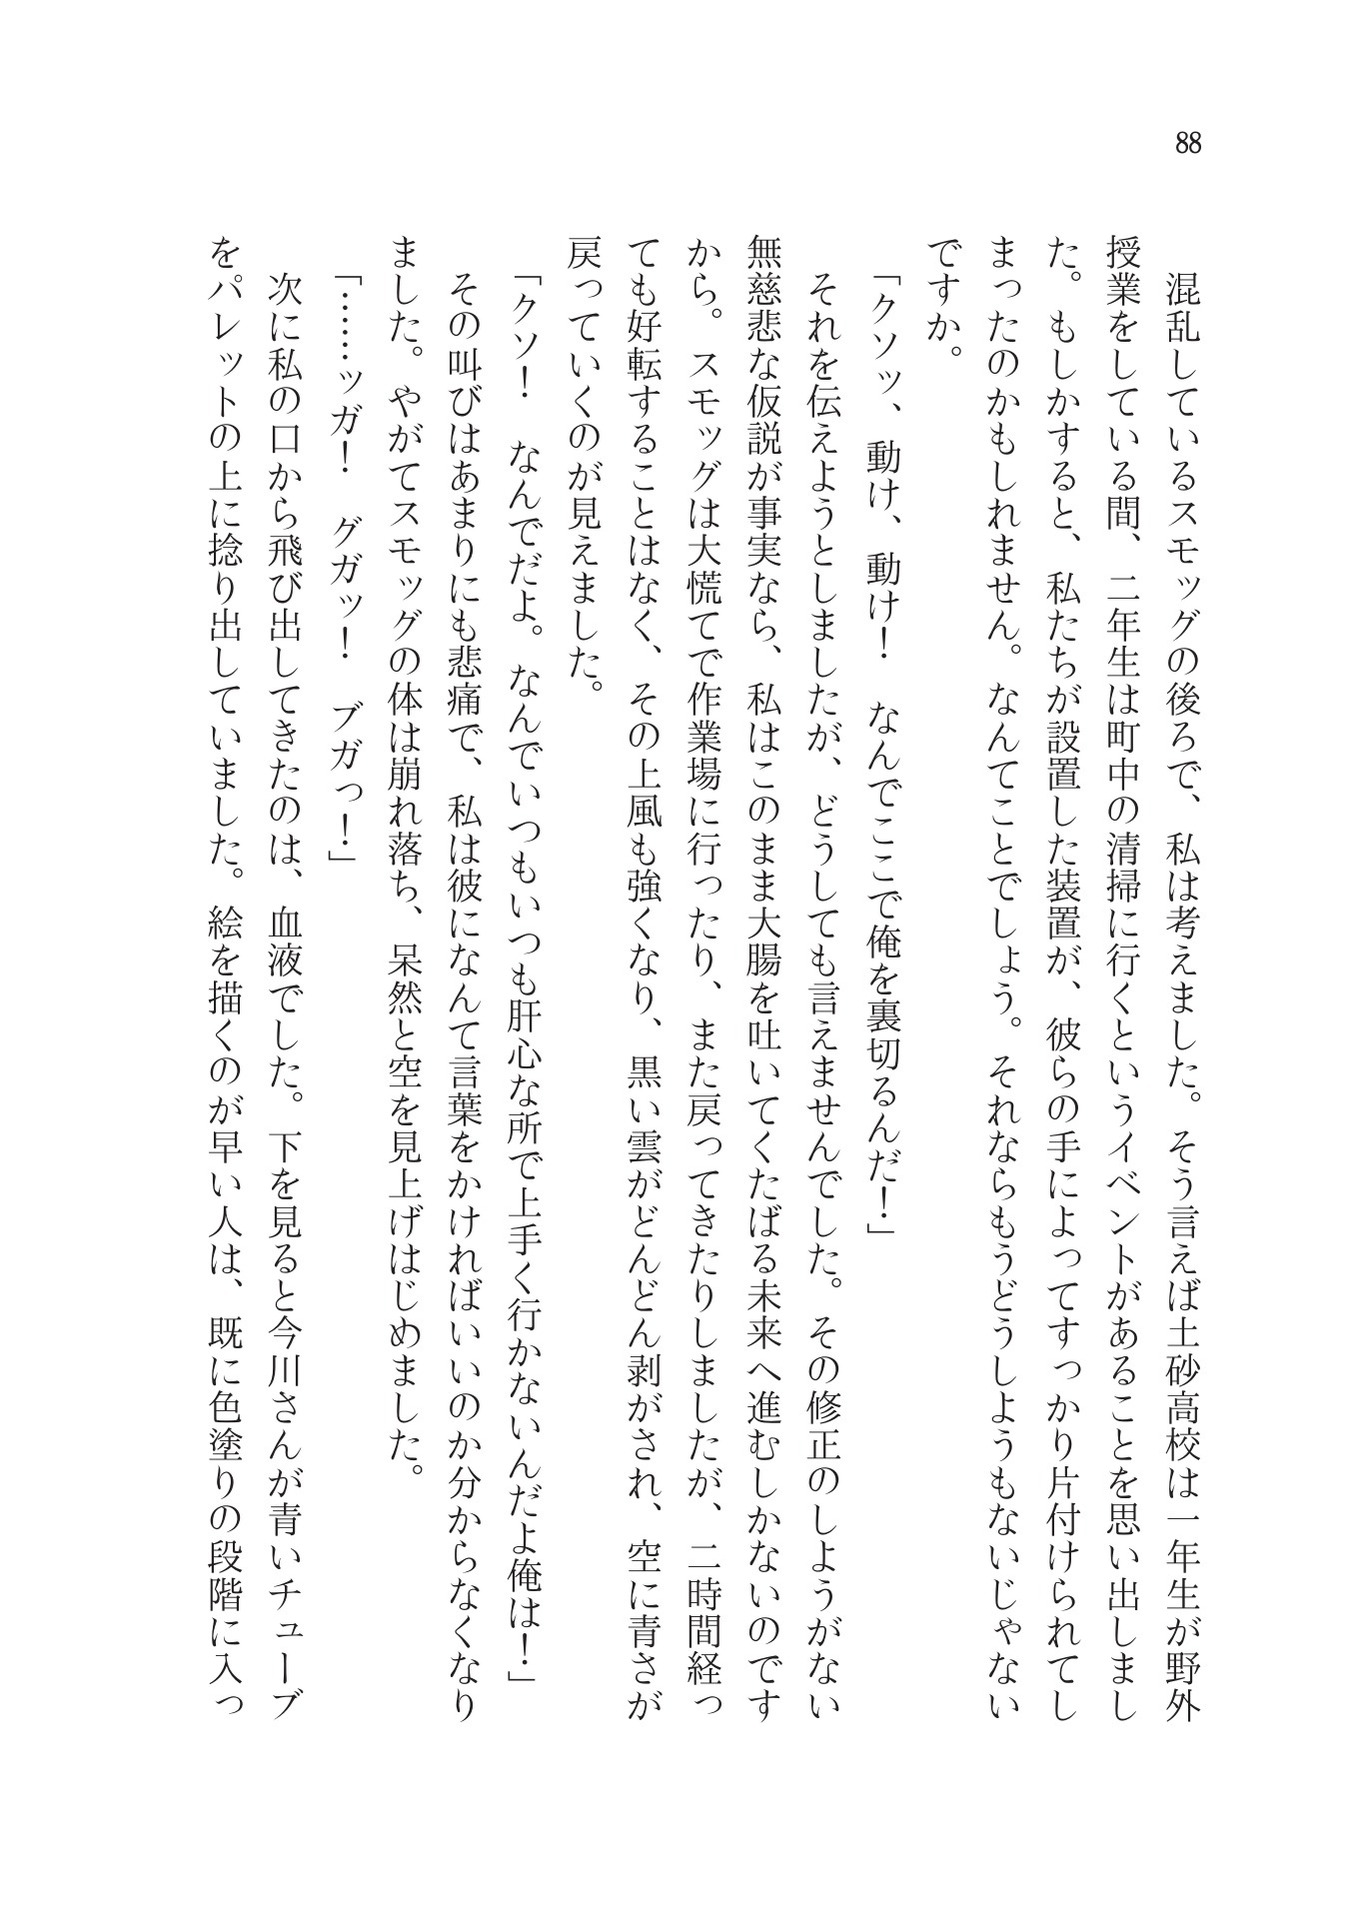 88
混乱しているスモッグの後ろで、私は考えました。そう言えば土砂高校は一年生が野外
授業をしている間、二年生は町中の清掃に行くというイベントがあることを思い出しまし
た。もしかすると、私たちが設置した装置が、彼らの手によってすっかり片付けられてし
まったのかもしれません。なんてことでしょう。それならもうどうしようもないじゃない
ですか。
「クソッ、動け、動け！　なんでここで俺を裏切るんだ！」
それを伝えようとしましたが、どうしても言えませんでした。その修正のしようがない
無慈悲な仮説が事実なら、私はこのまま大腸を吐いてくたばる未来へ進むしかないのです
から。スモッグは大慌てで作業場に行ったり、また戻ってきたりしましたが、二時間経っ
ても好転することはなく、その上風も強くなり、黒い雲がどんどん剥がされ、空に青さが
戻っていくのが見えました。
「クソ！　なんでだよ。なんでいつもいつも肝心な所で上手く行かないんだよ俺は！」
その叫びはあまりにも悲痛で、私は彼になんて言葉をかければいいのか分からなくなり
ました。やがてスモッグの体は崩れ落ち、呆然と空を見上げはじめました。
「……ッガ！　グガッ！　ブガっ！」
次に私の口から飛び出してきたのは、血液でした。下を見ると今川さんが青いチューブ
をパレットの上に捻り出していました。絵を描くのが早い人は、既に色塗りの段階に入っ